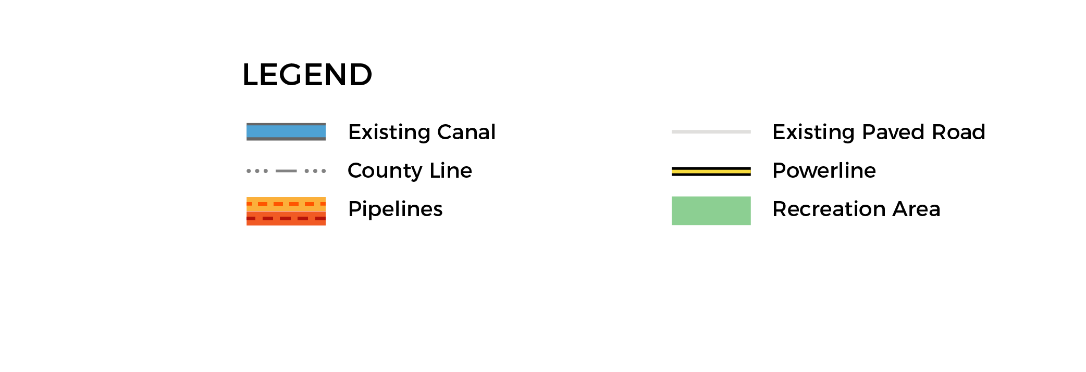 LEGEND
Existing Canal
County Line
Pipelines
Existing Paved Road
Powerline
Recreation Area